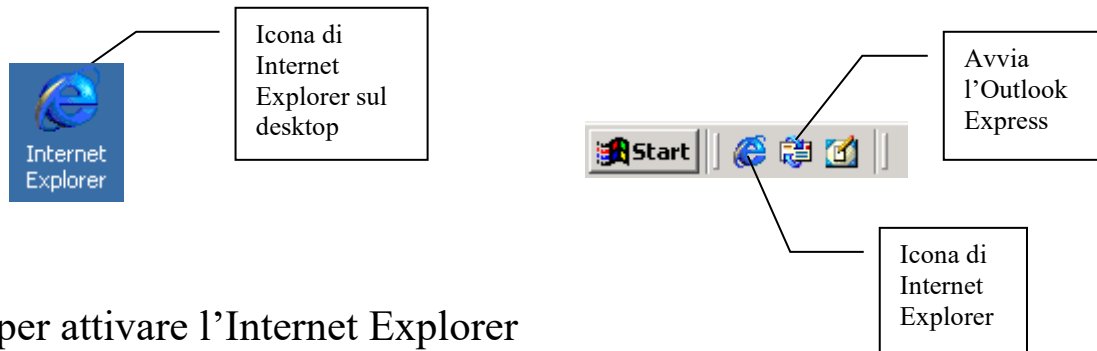 Icona di
Internet
Explorer sul
desktop
Internet
Explorer
Avvia
l’Outlook
Express
Start
Icona di
Internet
Explorer
per attivare l’Internet Explorer